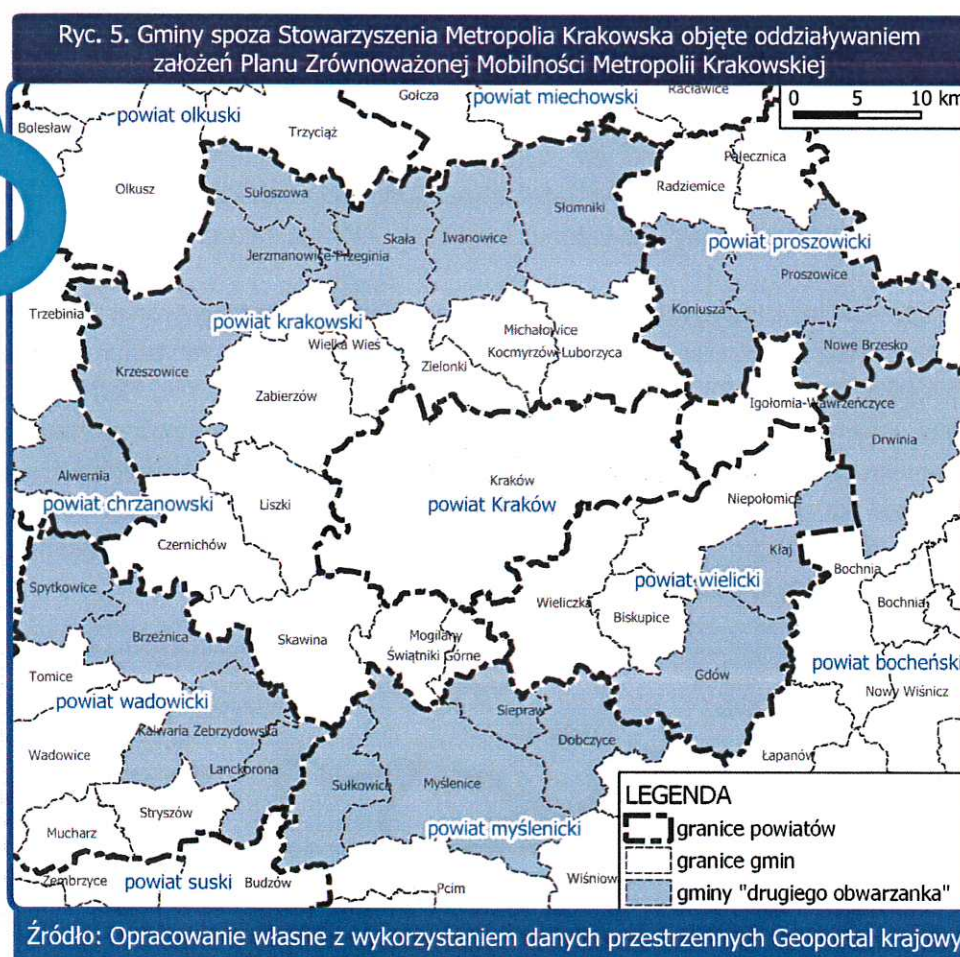 Ryc. 5. Gminy spoza Stowarzyszenia Metropolia Krakowska objęte oddziaływaniem
założeń Planu Zrównoważonej Mobilności Metropolii Krakowskiej
0 5 10 km
Gołcza
powiat miechowski
Racławice
powiat olkuski
Bolesław
Trzyciąż
Pałecznica
Olkusz
Sułoszowa
Radziemice
Słomniki
Skała
Iwanowice
powiat proszowicki
Jerzmanowice-Przeginia
Proszowice
Trzebinia
powiat krakowski
Koniusza
Michałowice
Wielka Wieś
Nowe Brzesko
Kocmyrzów-Luborzyca
Krzeszowice
Zielonki
Zabierzów
Igołomia-Wawrzeńczyce
Drwinia
Alwernia
Kraków
powiat chrzanowski
Liszki
powiat Kraków
Niepołomice
Czernichów
Kłaj
Bochnia
Spytkowice
powiat wielicki
Bochnia
Wieliczka
Biskupice
Brzeźnica
Skawina
Mogilany
Świątniki Górne
powiat bocheński
Tomice
Gdów
Nowy Wiśnicz
powiat wadowicki
Siepraw
Kalwaria Zebrzydowska
Dobczyce
Wadowice
Lanckorona
Łapanów
Sułkowice
Myślenice
Stryszów
Mucharz
powiat myślenicki
Zembrzyce
powiat suski
Budzów
Pcim
Wiśniow
LEGENDA
granice powiatów
granice gmin
gminy "drugiego obwarzanka"
Źródło: Opracowanie własne z wykorzystaniem danych przestrzennych Geoportal krajowy